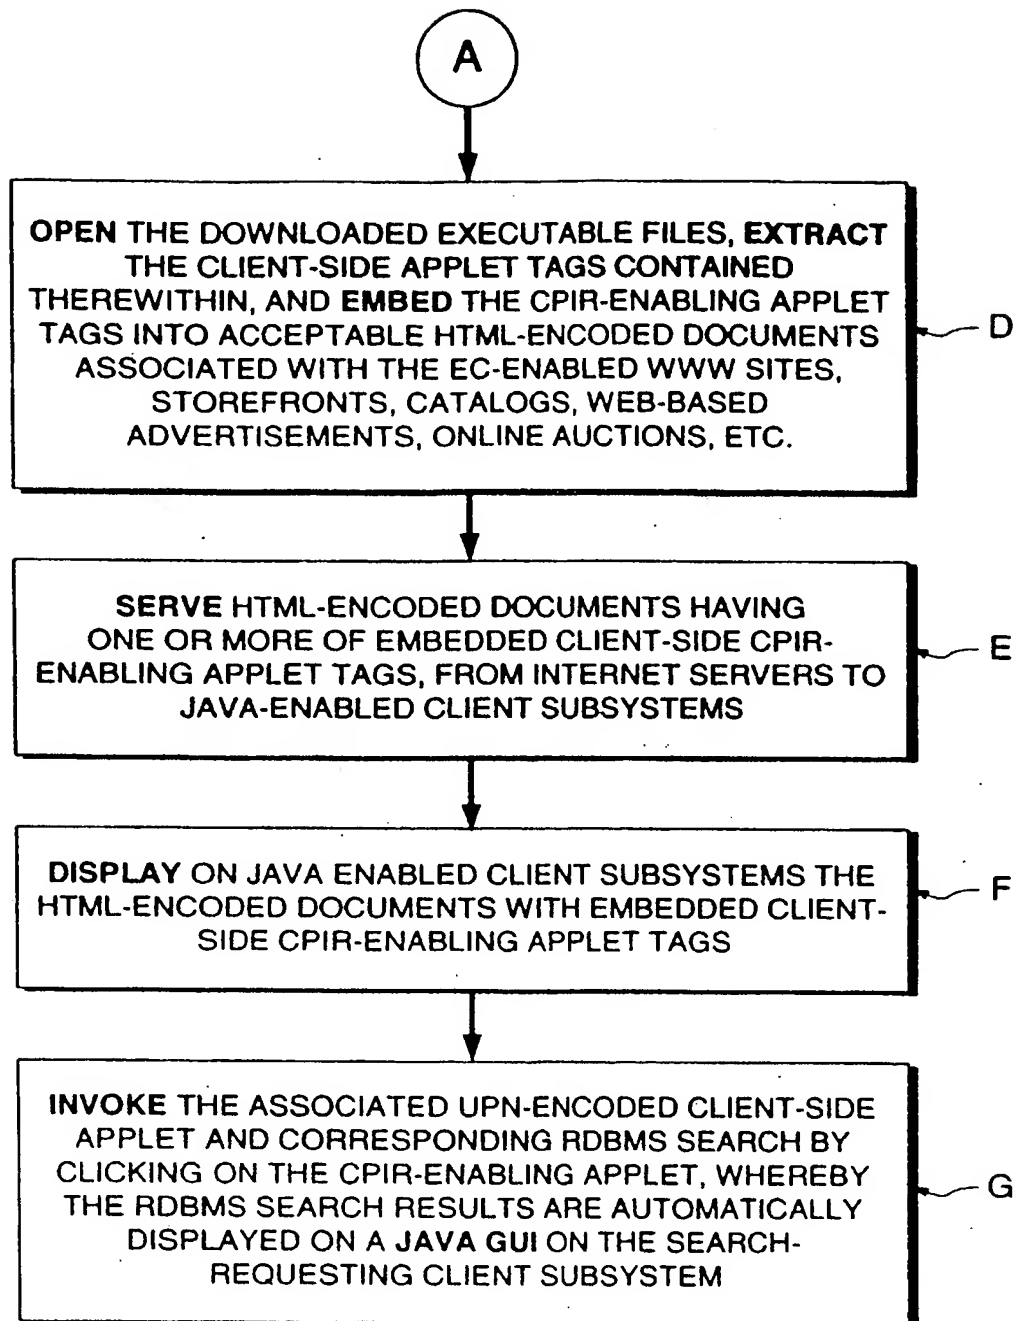 A
OPEN THE DOWNLOADED EXECUTABLE FILES, EXTRACT
THE CLIENT-SIDE APPLET TAGS CONTAINED
THEREWITHIN, AND EMBED THE CPIR-ENABLING APPLET
TAGS INTO ACCEPTABLE HTML-ENCODED DOCUMENTS
ASSOCIATED WITH THE EC-ENABLED WWW SITES,
STOREFRONTS, CATALOGS, WEB-BASED
ADVERTISEMENTS, ONLINE AUCTIONS, ETC.
D
SERVE HTML-ENCODED DOCUMENTS HAVING
ONE OR MORE OF EMBEDDED CLIENT-SIDE CPIR-
ENABLING APPLET TAGS, FROM INTERNET SERVERS TO
JAVA-ENABLED CLIENT SUBSYSTEMS
E
DISPLAY ON JAVA ENABLED CLIENT SUBSYSTEMS THE
HTML-ENCODED DOCUMENTS WITH EMBEDDED CLIENT-
SIDE CPIR-ENABLING APPLET TAGS
F
INVOKE THE ASSOCIATED UPN-ENCODED CLIENT-SIDE
APPLET AND CORRESPONDING RDBMS SEARCH BY
CLICKING ON THE CPIR-ENABLING APPLET, WHEREBY
THE RDBMS SEARCH RESULTS ARE AUTOMATICALLY
DISPLAYED ON A JAVA GUI ON THE SEARCH-
REQUESTING CLIENT SUBSYSTEM
G